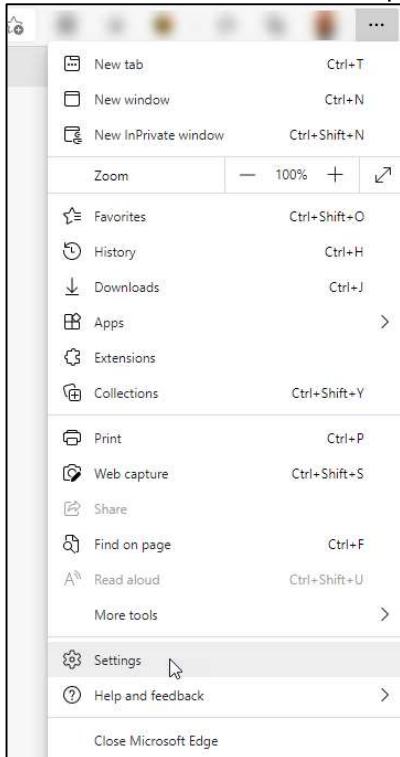 New tab Ctrl+T
New window Ctrl+N
New InPrivate window Ctrl+Shift+N
Zoom — 100% +
Favorites Ctrl+Shift+O
History Ctrl+H
Downloads Ctrl+J
Apps
Extensions
Collections Ctrl+Shift+Y
Print Ctrl+P
Web capture Ctrl+Shift+S
Share
Find on page Ctrl+F
Read aloud Ctrl+Shift+U
More tools
Settings
Help and feedback
Close Microsoft Edge